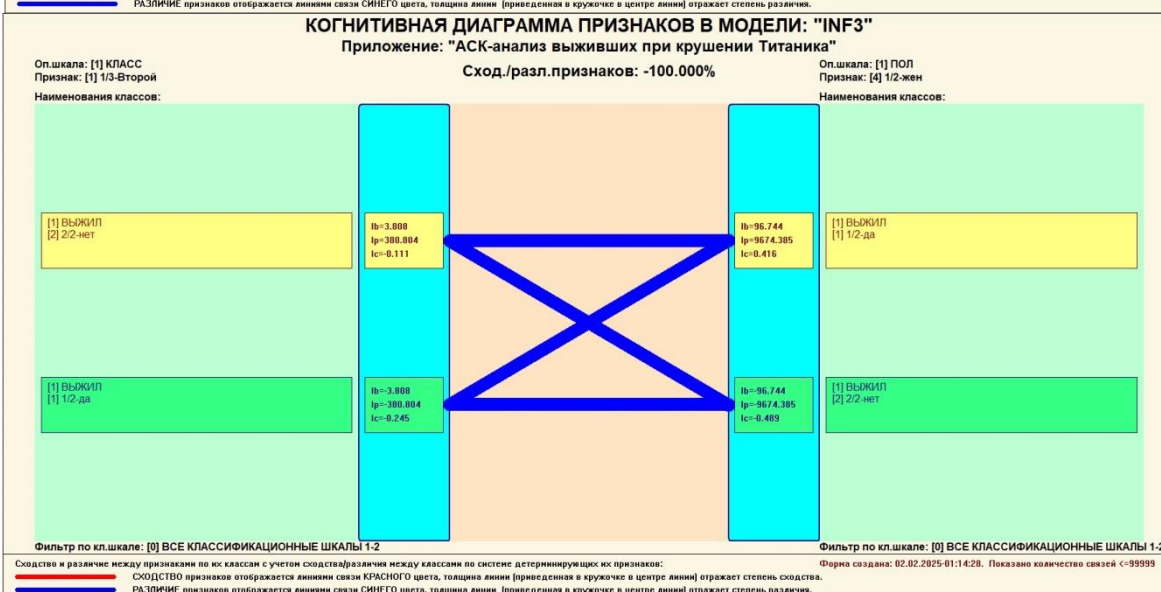 РАЗЛИЧИЕ признаков отображается линиями связи СИНЕГО цвета, толщина линии (приведенная в кружочке в центре линии) отражает степень различия.
КОГНИТИВНАЯ ДИАГРАММА ПРИЗНАКОВ В МОДЕЛИ: "INF3"
Приложение: "АСК-анализ выживших при крушении Титаника"
Оп.шкала: [1] КЛАСС
Признак: [1] 1/3-Второй
Сход./разл.признаков: -100.000%
Оп.шкала: [1] ПОЛ
Признак: [4] 1/2-жен
Наименования классов:
Наименования классов:
[1] ВЫЖИЛ
[2] 2/2-нет
Ib=3.808
Ip=380.804
Ic=-0.111
Ib=96.744
Ip=9674.385
Ic=0.416
[1] ВЫЖИЛ
[1] 1/2-да
[1] ВЫЖИЛ
[1] 1/2-да
Ib=-3.808
Ip=-380.804
Ic=-0.245
Ib=-96.744
Ip=-9674.385
Ic=-0.489
[1] ВЫЖИЛ
[2] 2/2-нет
Фильтр по кл.шкале: [0] ВСЕ КЛАССИФИКАЦИОННЫЕ ШКАЛЫ 1-2
Фильтр по кл.шкале: [0] ВСЕ КЛАССИФИКАЦИОННЫЕ ШКАЛЫ 1-2
Сходство и различие между признаками по их классам с учетом сходства/различия между классами по системе детерминирующих их признаков:
Форма создана: 02.02.2025-01:14:28. Показано количество связей <=99999
СХОДСТВО признаков отображается линиями связи КРАСНОГО цвета, толщина линии (приведенная в кружочке в центре линии) отражает степень сходства.
РАЗЛИЧИЕ признаков отображается линиями связи СИНЕГО цвета, толщина линии (приведенная в кружочке в центре линии) отражает степень различия.